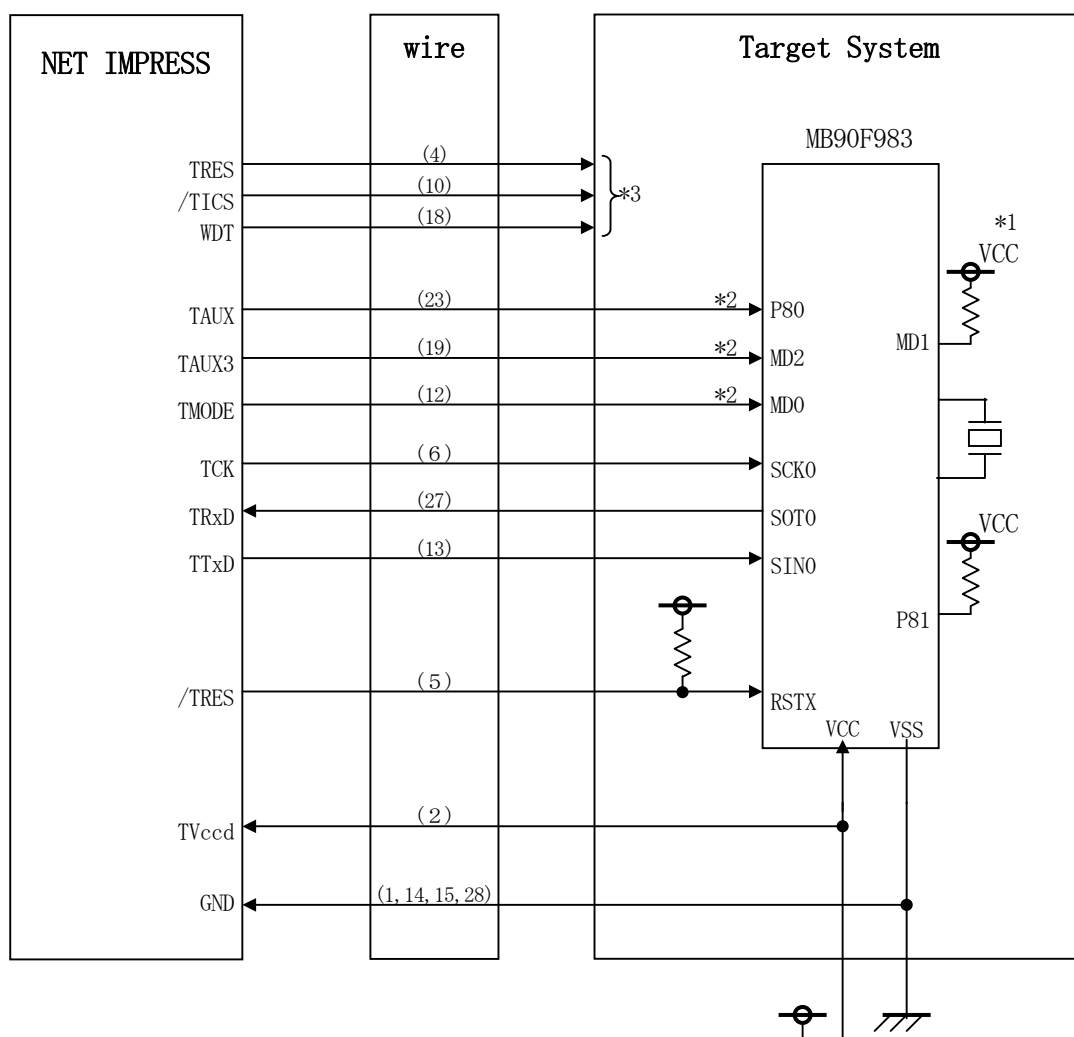 NET IMPRESS
wire
Target System
MB90F983
TRES
(4)
/TICS
(10)
*3
WDT
(18)
*1
VCC
TAUX
(23)
*2
P80
MD1
TAUX3
(19)
*2
MD2
TMODE
(12)
*2
MD0
TCK
(6)
SCK0
TRxD
(27)
SOT0
VCC
TTxD
(13)
SIN0
P81
/TRES
(5)
RSTX
VCC
VSS
TVccd
(2)
GND
(1,14,15,28)